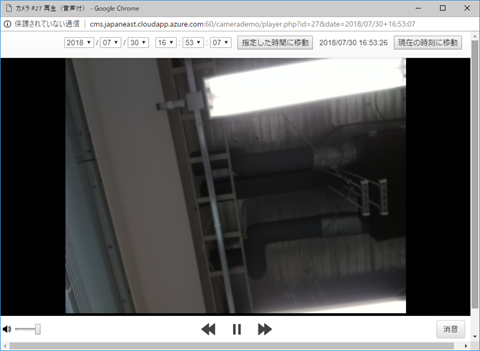 カメラ #27 再生（音声付） - Google Chrome
保護されていない通信 | cms.japaneast.cloudapp.azure.com:60/camerademo/player.php?id=27&date=2018/07/30+16:53:07
2018 / 07 / 30 16 : 53 : 07 指定した時間に移動 2018/07/30 16:53:26 現在の時刻に移動
消音